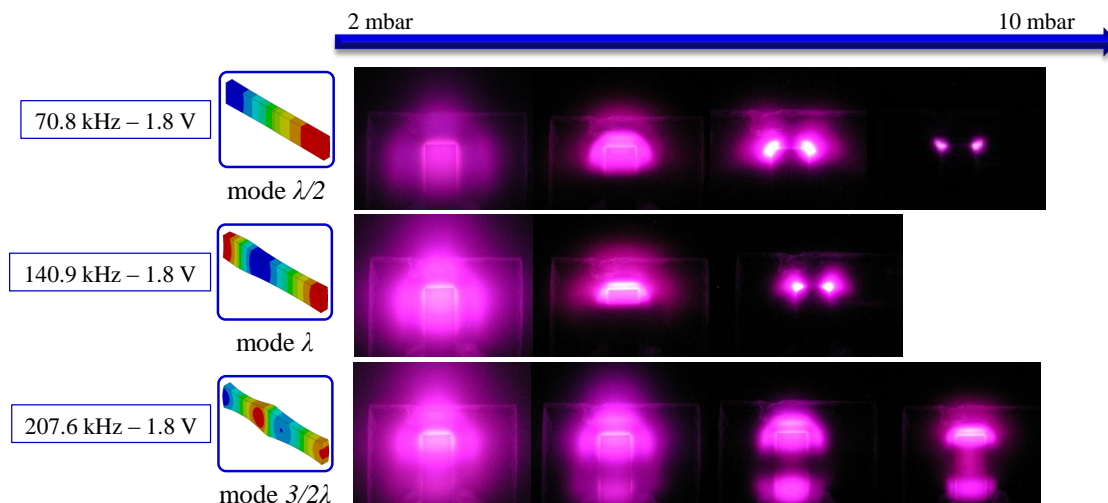 2 mbar
10 mbar
70.8 kHz – 1.8 V
mode λ/2
140.9 kHz – 1.8 V
mode λ
207.6 kHz – 1.8 V
mode 3/2λ